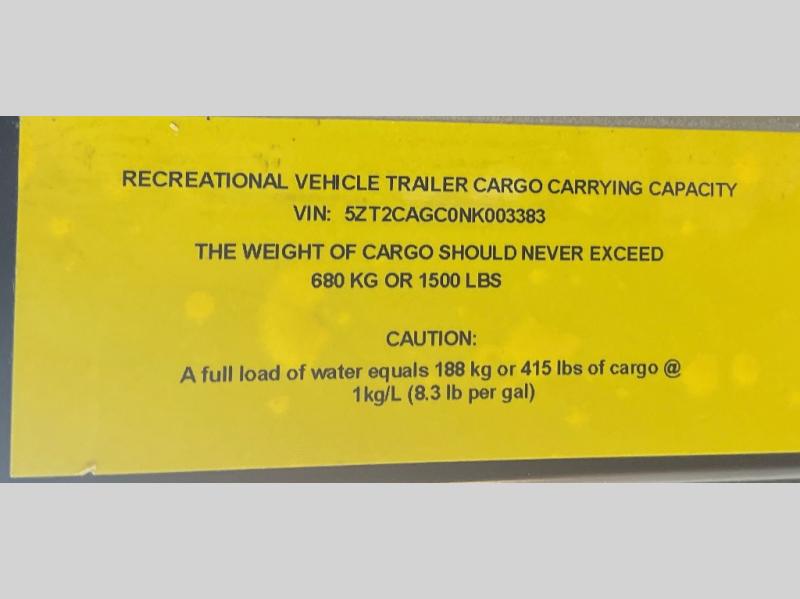 RECREATIONAL VEHICLE TRAILER CARGO CARRYING CAPACITY
VIN: 5ZT2CAGC0NK003383
THE WEIGHT OF CARGO SHOULD NEVER EXCEED
680 KG OR 1500 LBS
CAUTION:
A full load of water equals 188 kg or 415 lbs of cargo @
1kg/L (8.3 lb per gal)